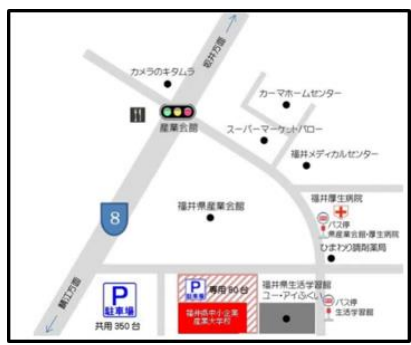 坂井方面
カメラのキタムラ
カーマホームセンター
産業会館
スーパーマーケットバロー
福井メディカルセンター
福井厚生病院
福井県産業会館
8
バス停
県産業会館・厚生病院
ひまわり調剤薬局
鯖江方面
P
駐車場
共用 350 台
P
駐車場
専用 80 台
福井県中小企業
産業大学校
福井県生活学習館
ユー・アイふくい
バス停
生活学習館